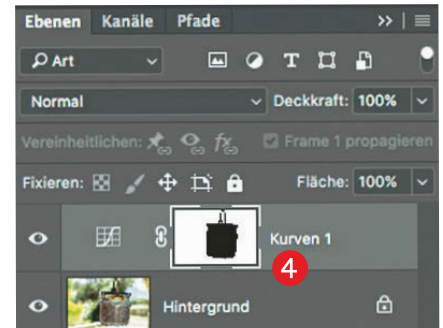 Ebenen Kanäle Pfade
Art
Normal Deckkraft: 100%
Vereinheitlichen: Frame 1 propagieren
Fixieren: Fläche: 100%
Kurven 1
4
Hintergrund